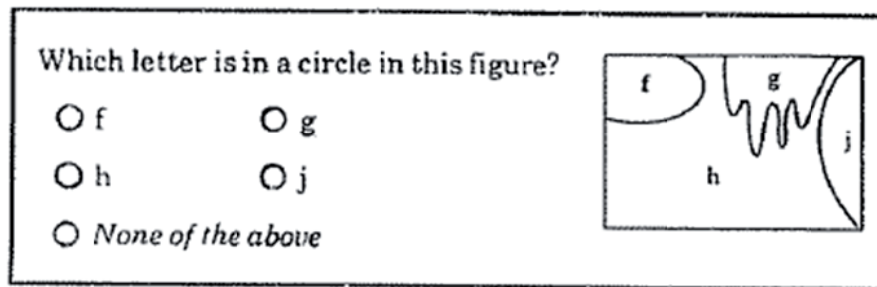 Which letter is in a circle in this figure?
f g
h j
None of the above
f g
j
h